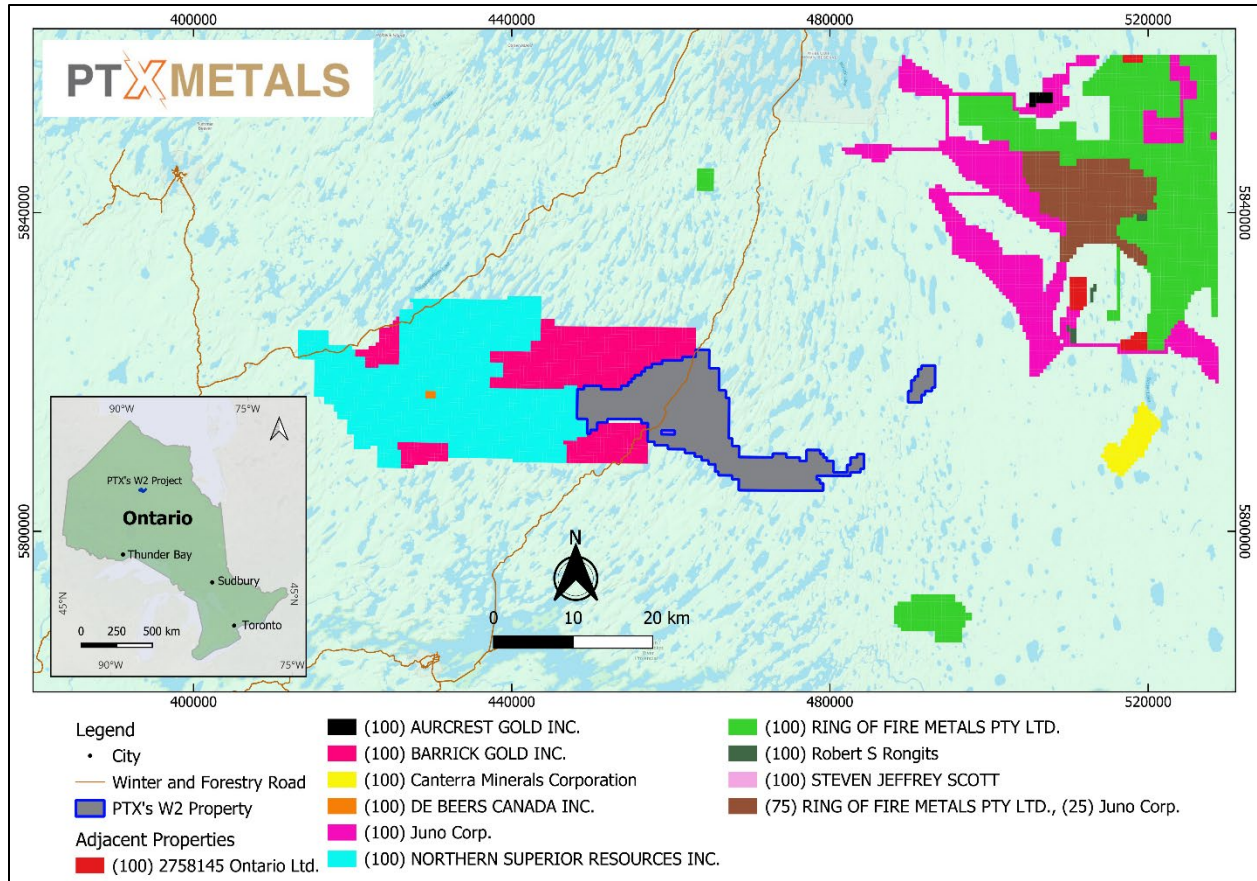 400000 440000 480000 520000
PTXMETALS
5840000 5840000
5800000 5800000
90°W 75°W
PTX's W2 Project
Ontario
Thunder Bay
Sudbury
45°N 45°N
Toronto
0 250 500 km
90°W 75°W
N
0 10 20 km
400000 440000 480000 520000
Legend
City
Winter and Forestry Road
PTX's W2 Property
Adjacent Properties
(100) 2758145 Ontario Ltd.
(100) AURCREST GOLD INC.
(100) BARRICK GOLD INC.
(100) Canterra Minerals Corporation
(100) DE BEERS CANADA INC.
(100) Juno Corp.
(100) NORTHERN SUPERIOR RESOURCES INC.
(100) RING OF FIRE METALS PTY LTD.
(100) Robert S Rongits
(100) STEVEN JEFFREY SCOTT
(75) RING OF FIRE METALS PTY LTD., (25) Juno Corp.